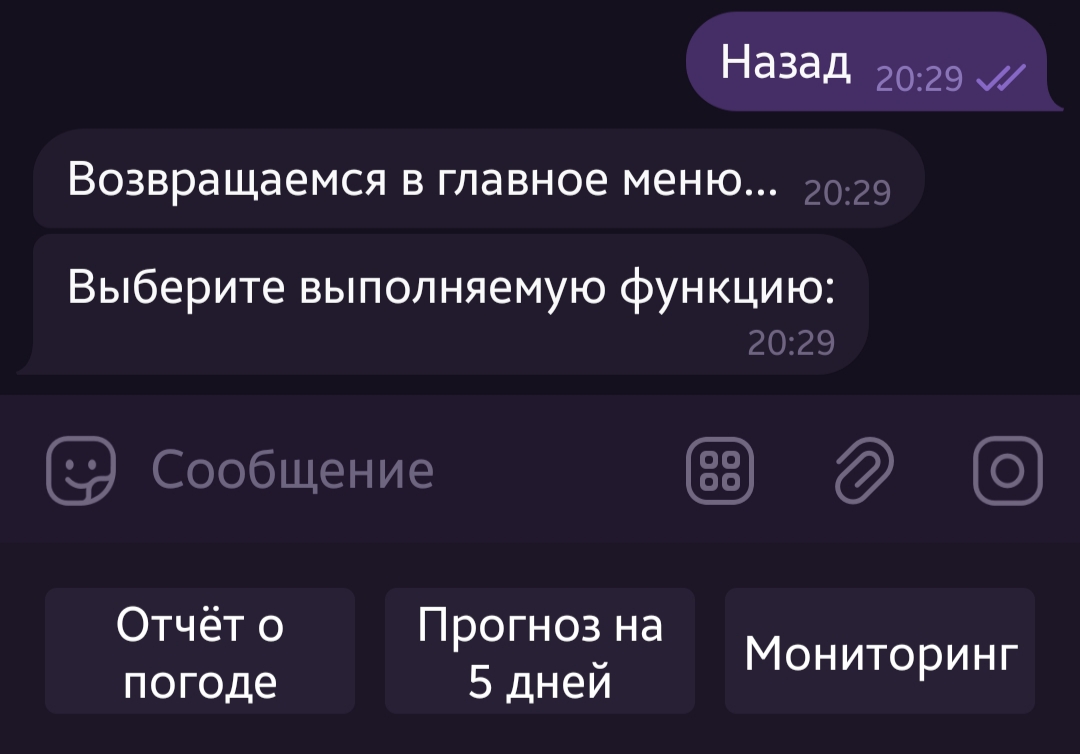 Назад 20:29
Возвращаемся в главное меню... 20:29
Выберите выполняемую функцию:
20:29
Сообщение
Отчёт о
погоде
Прогноз на
5 дней
Мониторинг